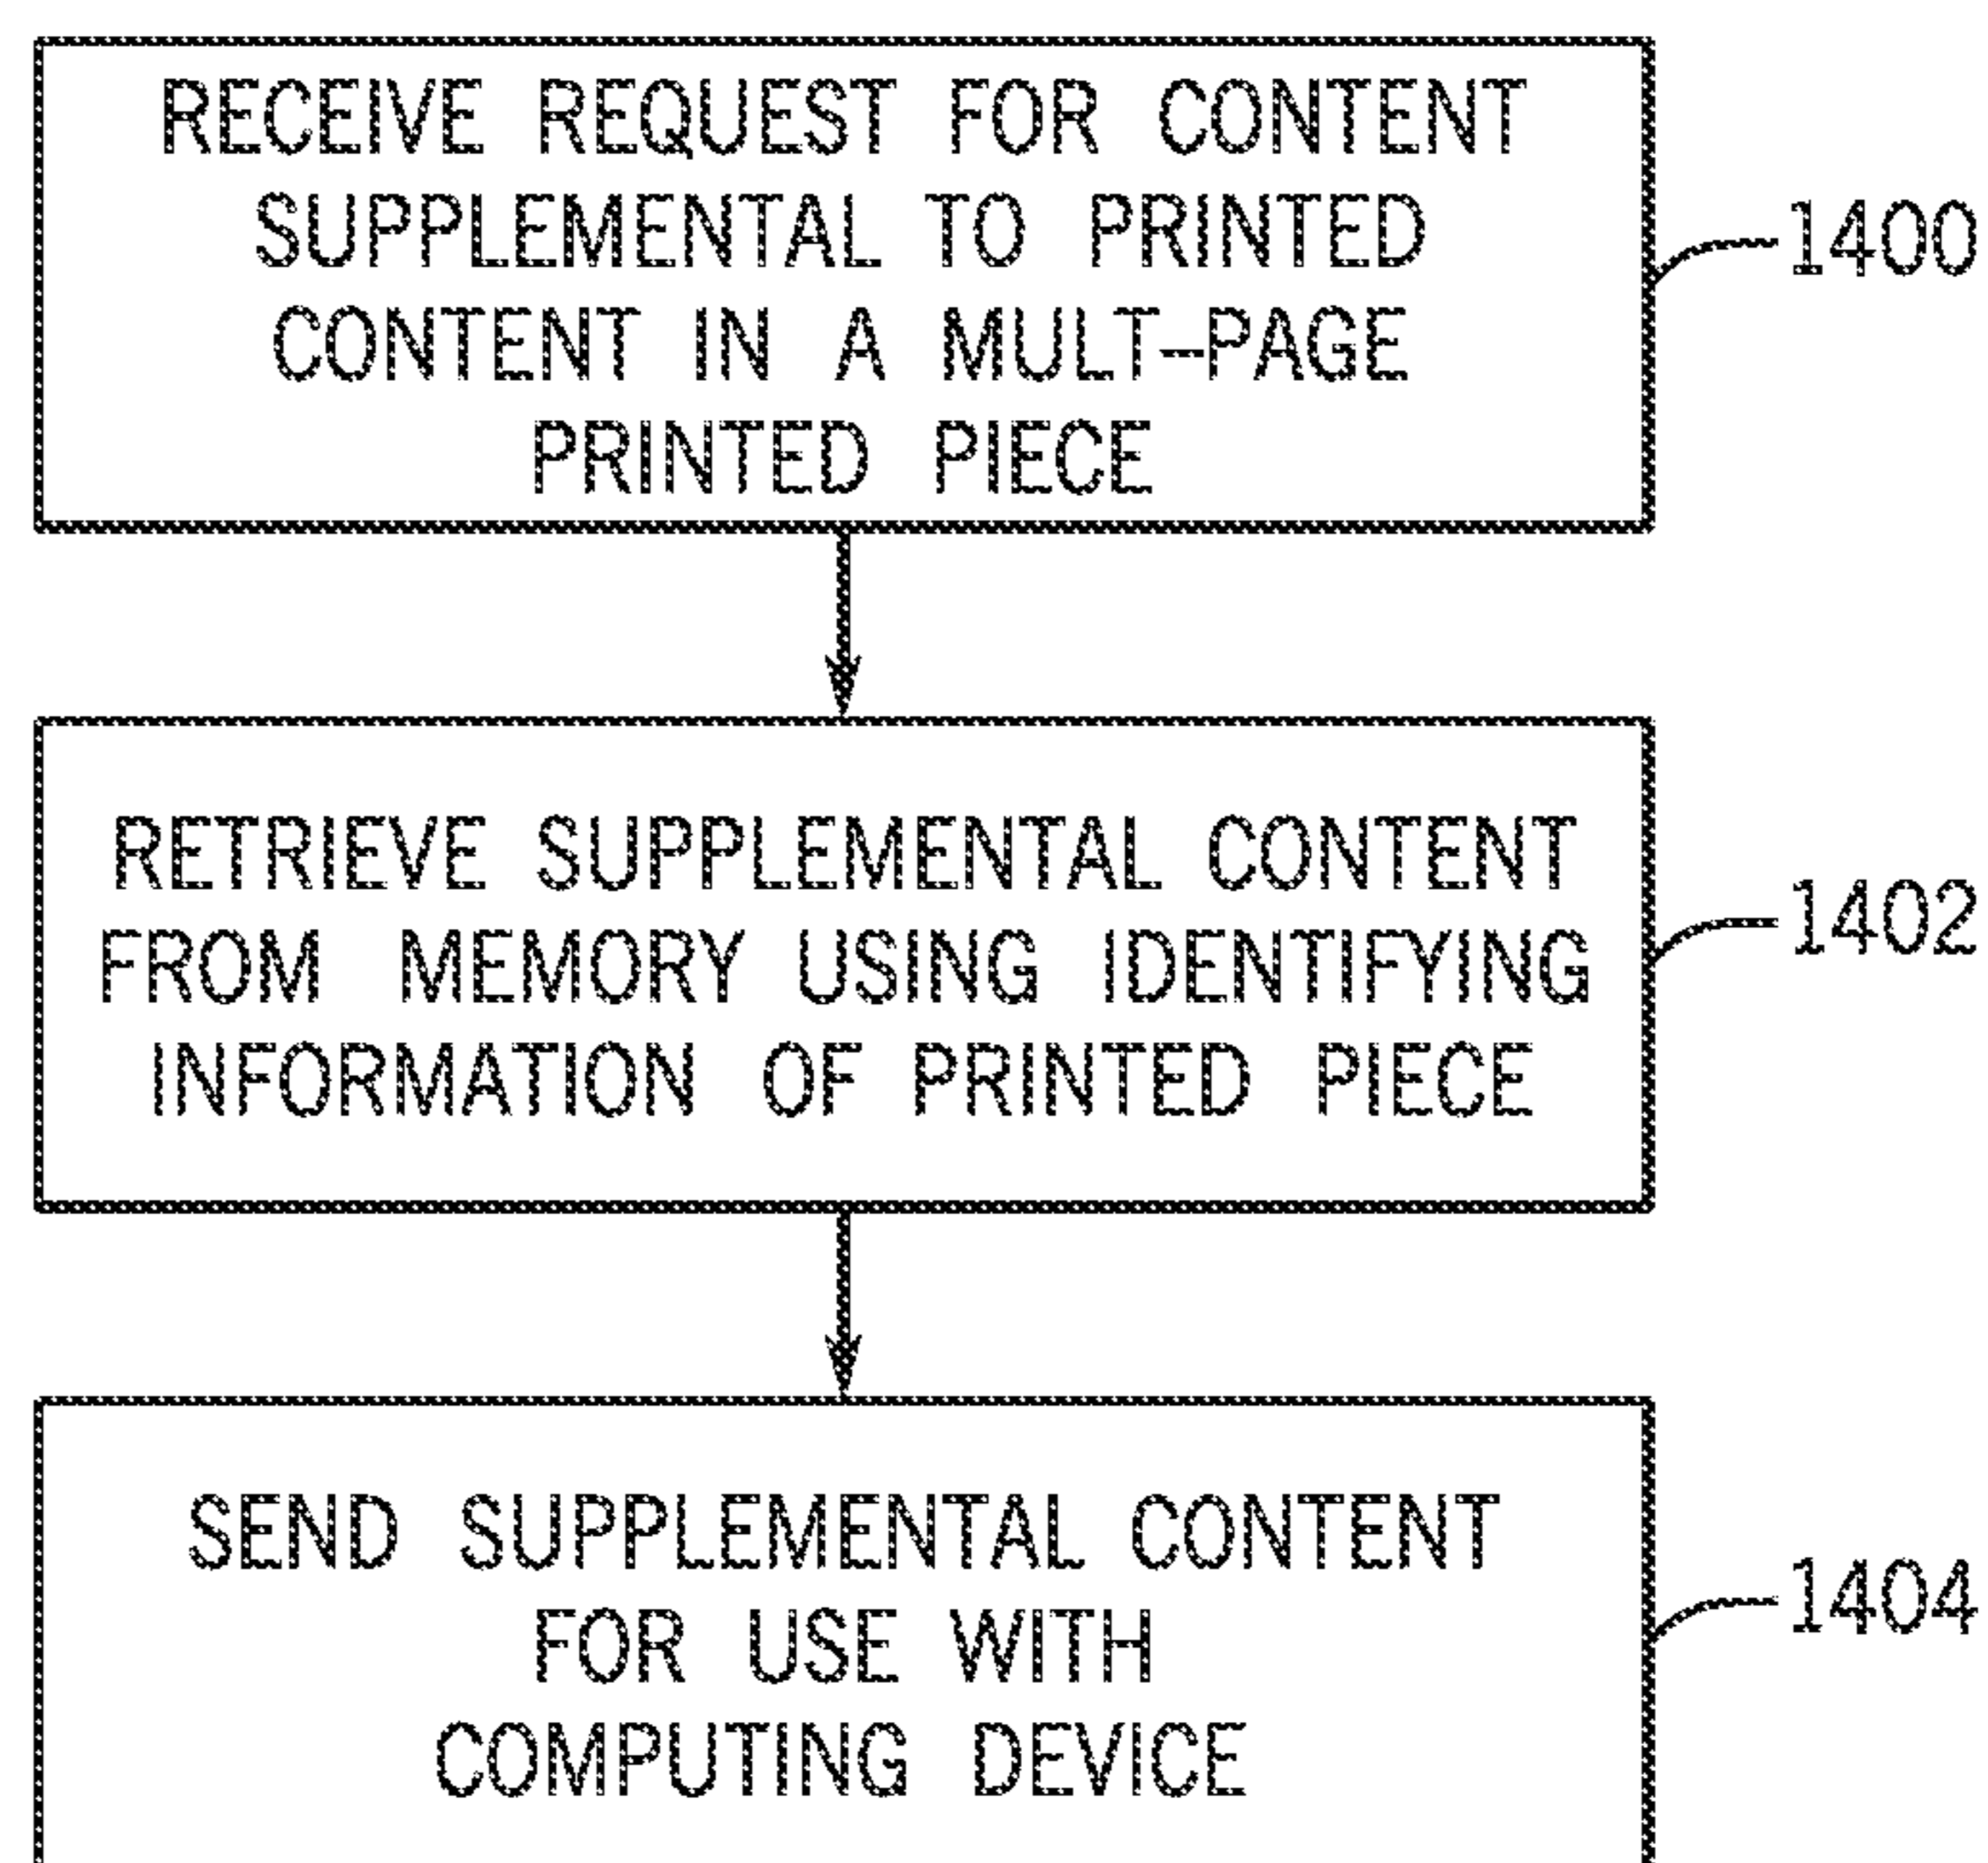 RECEIVE REQUEST FOR CONTENT
SUPPLEMENTAL TO PRINTED
CONTENT IN A MULT-PAGE
PRINTED PIECE
1400
RETRIEVE SUPPLEMENTAL CONTENT
FROM MEMORY USING IDENTIFYING
INFORMATION OF PRINTED PIECE
1402
SEND SUPPLEMENTAL CONTENT
FOR USE WITH
COMPUTING DEVICE
1404